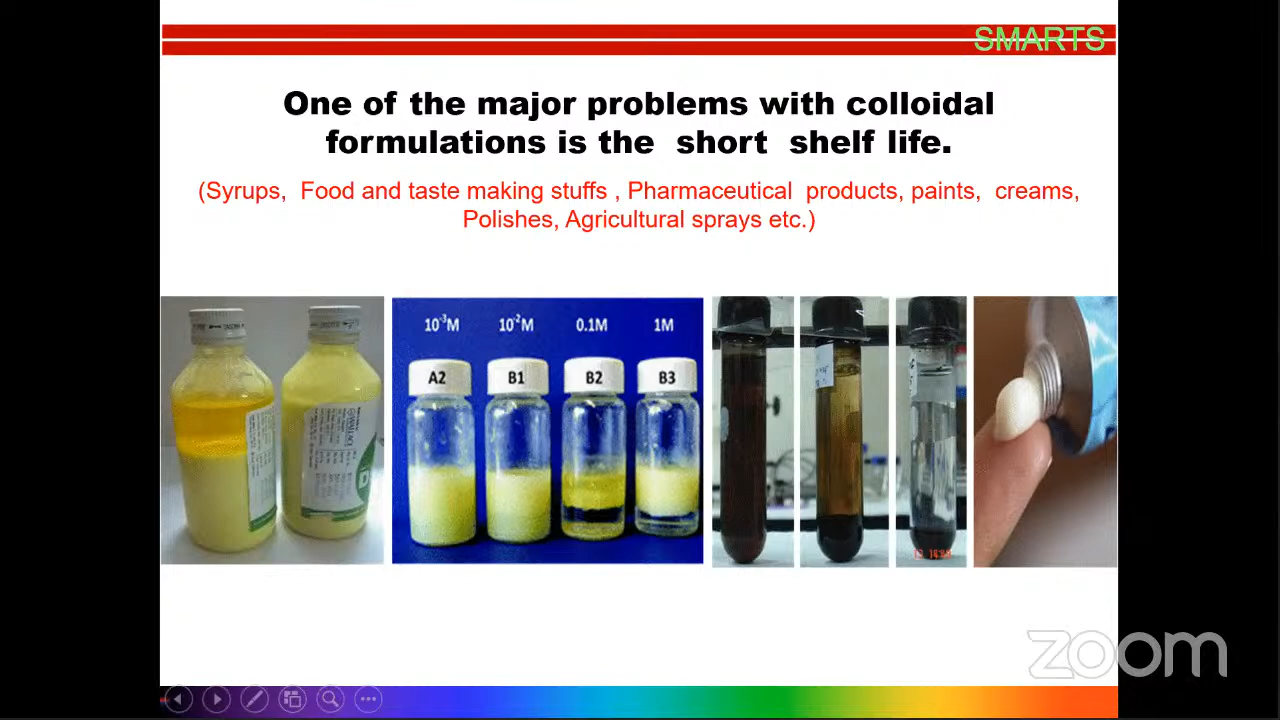 SMARTS
One of the major problems with colloidal
formulations is the short shelf life.
(Syrups, Food and taste making stuffs , Pharmaceutical products, paints, creams,
Polishes, Agricultural sprays etc.)
10⁻³M 10⁻²M 0.1M 1M
A2 B1 B2 B3
WALLACE
zoom